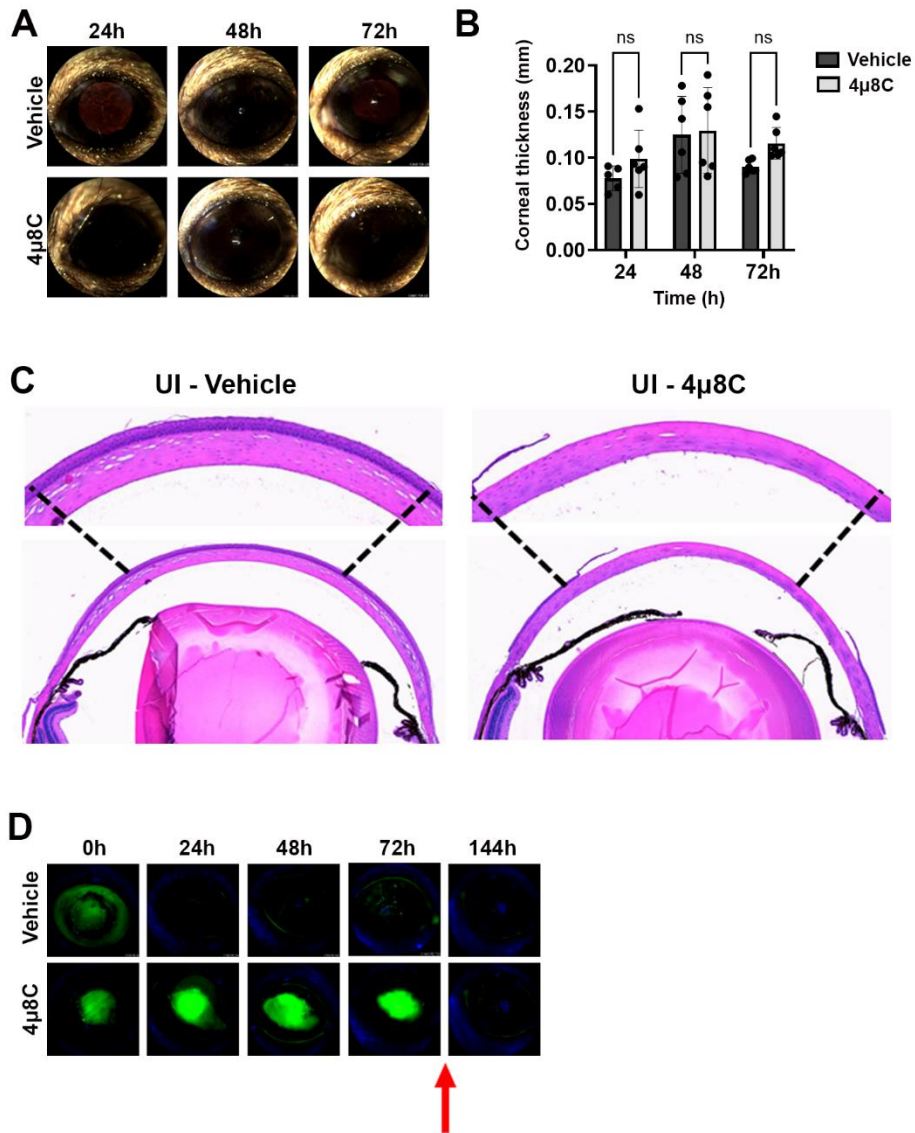 A
24h 48h 72h
Vehicle
4µ8C
B
ns ns ns
Vehicle
4µ8C
Corneal thickness (mm)
0.20
0.15
0.10
0.05
0.00
24 48 72h
Time (h)
C
UI - Vehicle UI - 4µ8C
D
0h 24h 48h 72h 144h
Vehicle
4µ8C